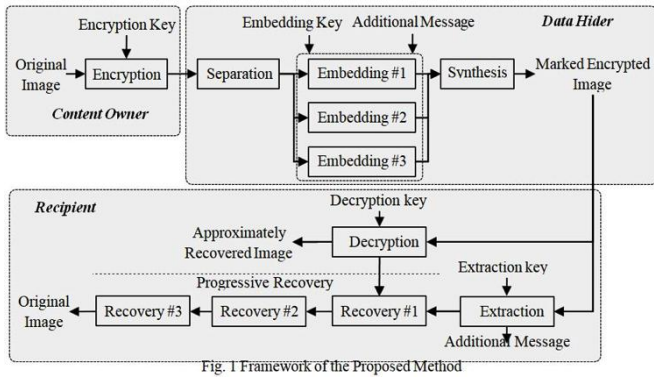 Encryption Key
Original
Image
Encryption
Content Owner
Embedding Key
Additional Message
Data Hider
Separation
Embedding #1
Embedding #2
Embedding #3
Synthesis
Marked Encrypted
Image
Recipient
Decryption key
Approximately
Recovered Image
Decryption
Progressive Recovery
Extraction key
Original
Image
Recovery #3
Recovery #2
Recovery #1
Extraction
Additional Message
Fig. 1 Framework of the Proposed Method